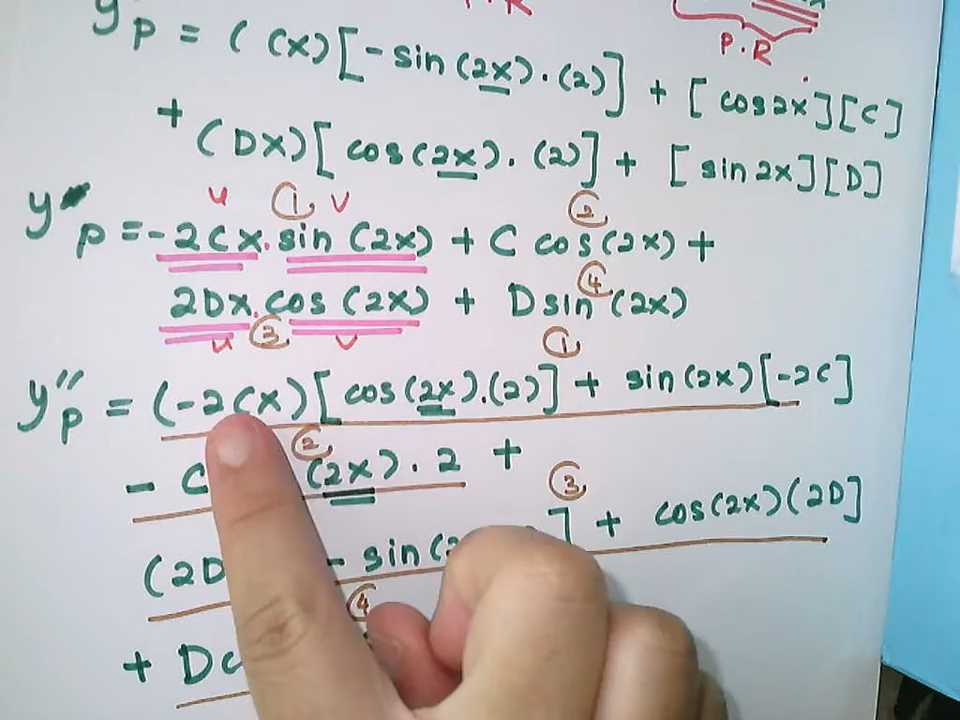 P.R
P.R
y'p = (Cx)[-sin(2x).(2)] + [cos2x][C]
+ (Dx)[cos(2x).(2)] + [sin2x][D]
u ① v ②
y'p = -2Cx.sin(2x) + C cos(2x) +
④
2Dx.cos(2x) + Dsin(2x)
u ③ v ①
y''p = (-2Cx)[cos(2x).(2)] + sin(2x)[-2C]
②
- C (2x).2 +
③
(2D - sin(2 ] + cos(2x)(2D]
④
+ D